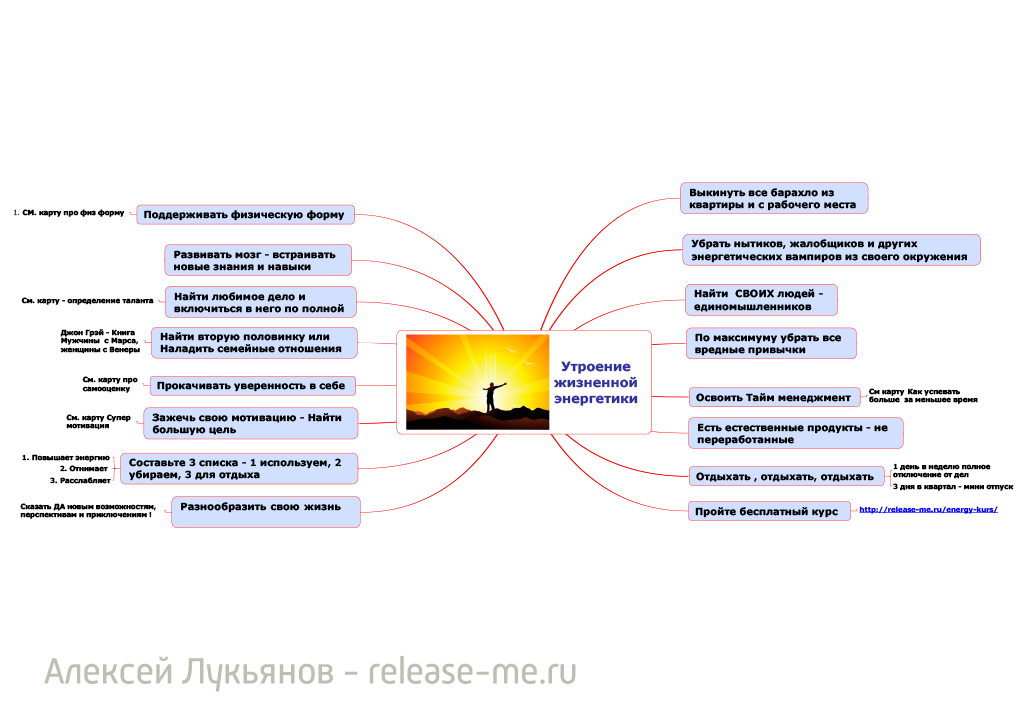 Утроение
жизненной
энергетики
Выкинуть все барахло из
квартиры и с рабочего места
Убрать нытиков, жалобщиков и других
энергетических вампиров из своего окружения
Найти СВОИХ людей -
единомышленников
По максимуму убрать все
вредные привычки
Освоить Тайм менеджмент
См карту Как успевать
больше за меньшее время
Есть естественные продукты - не
переработанные
Отдыхать , отдыхать, отдыхать
1 день в неделю полное
отключение от дел
3 дня в квартал - мини отпуск
Пройте бесплатный курс
http://release-me.ru/energy-kurs/
Поддерживать физическую форму
1. СМ. карту про физ форму
Развивать мозг - встраивать
новые знания и навыки
Найти любимое дело и
включиться в него по полной
См. карту - определение таланта
Найти вторую половинку или
Наладить семейные отношения
Джон Грэй - Книга
Мужчины с Марса,
женщины с Венеры
Прокачивать уверенность в себе
См. карту про
самооценку
Зажечь свою мотивацию - Найти
большую цель
См. карту Супер
мотивация
Составьте 3 списка - 1 используем, 2
убираем, 3 для отдыха
1. Повышает энергию
2. Отнимает
3. Расслабляет
Разнообразить свою жизнь
Сказать ДА новым возможностям,
перспективам и приключениям !
Алексей Лукьянов - release-me.ru